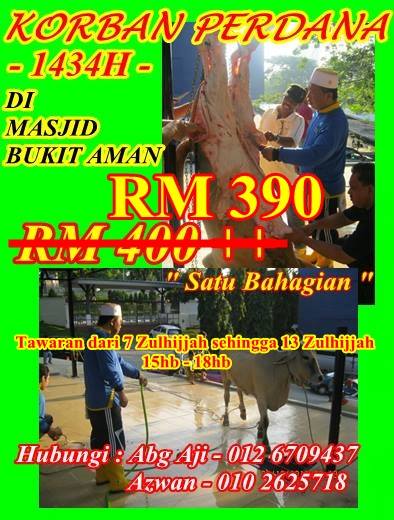 KORBAN PERDANA
- 1434H -
DI
MASJID
BUKIT AMAN
RM 390
RM 400 ++
" Satu Bahagian "
Tawaran dari 7 Zulhijjah sehingga 13 Zulhijjah
15hb - 18hb
Hubungi : Abg Aji - 012 6709437
Azwan - 010 2625718